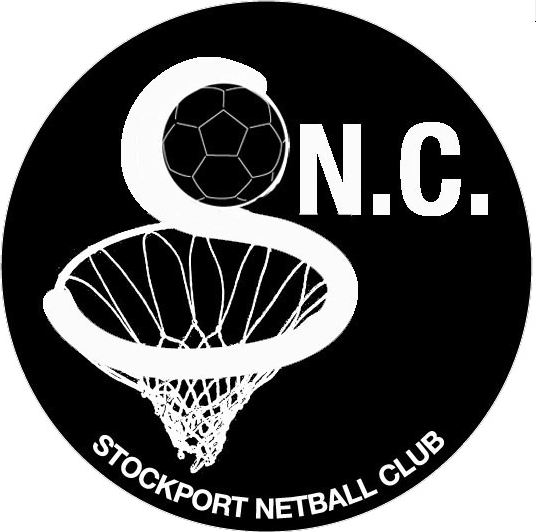 S N.C.
STOCKPORT NETBALL CLUB